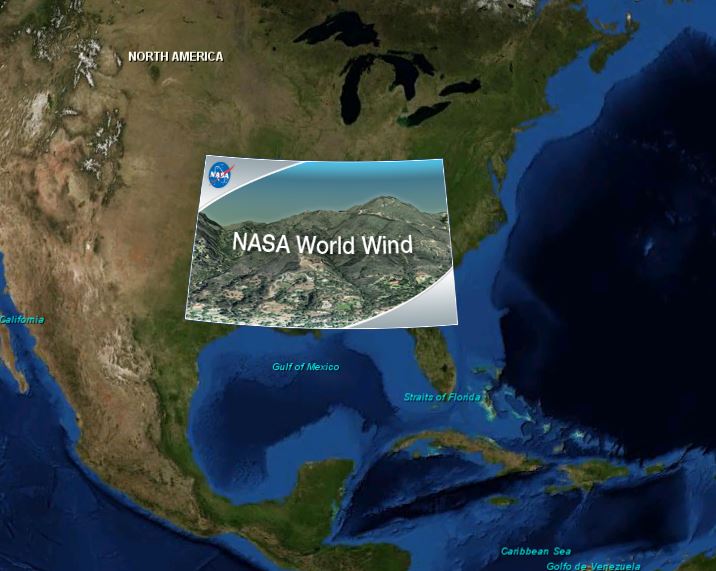 NORTH AMERICA
NASA
NASA World Wind
California
Gulf of Mexico
Straits of Florida
Caribbean Sea
Golfo de Venezuela